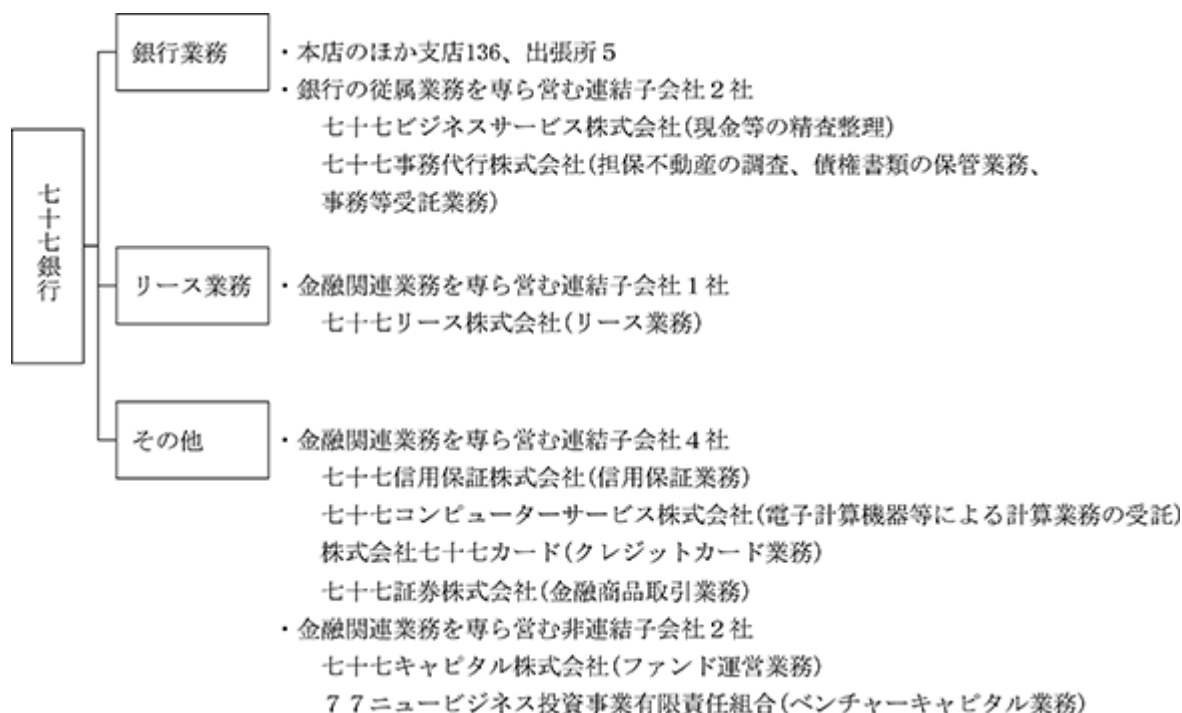 七十七銀行
銀行業務
・本店のほか支店136、出張所５
・銀行の従属業務を専ら営む連結子会社２社
七十七ビジネスサービス株式会社(現金等の精査整理)
七十七事務代行株式会社(担保不動産の調査、債権書類の保管業務、
事務等受託業務)
リース業務
・金融関連業務を専ら営む連結子会社１社
七十七リース株式会社(リース業務)
その他
・金融関連業務を専ら営む連結子会社４社
七十七信用保証株式会社(信用保証業務)
七十七コンピューターサービス株式会社(電子計算機器等による計算業務の受託)
株式会社七十七カード(クレジットカード業務)
七十七証券株式会社(金融商品取引業務)
・金融関連業務を専ら営む非連結子会社２社
七十七キャピタル株式会社(ファンド運営業務)
７７ニュービジネス投資事業有限責任組合(ベンチャーキャピタル業務)